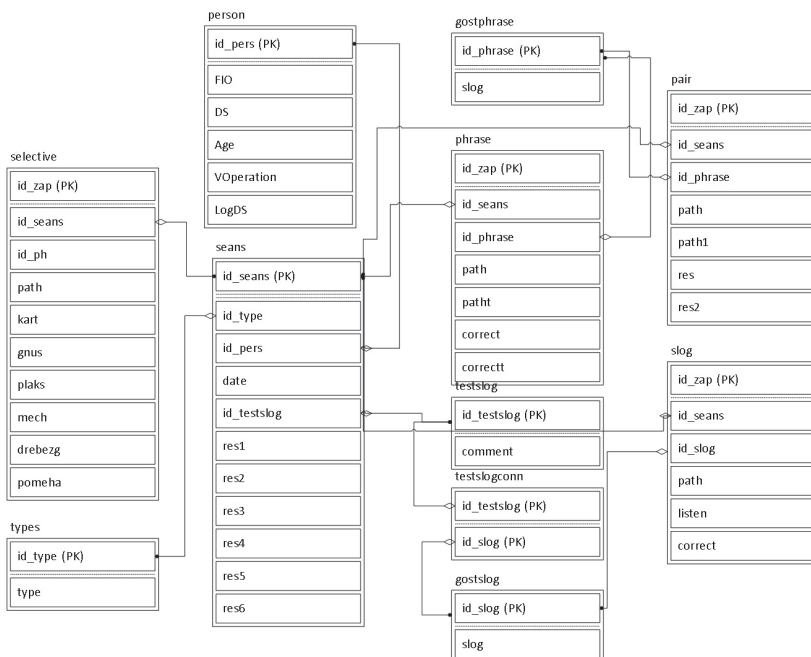 person
id_pers (PK)
FIO
DS
Age
VOperation
LogDS
gostphrase
id_phrase (PK)
slog
pair
id_zap (PK)
id_seans
id_phrase
path
path1
res
res2
selective
id_zap (PK)
id_seans
id_ph
path
kart
gnus
plaks
mech
drebezg
pomeha
phrase
id_zap (PK)
id_seans
id_phrase
path
patht
correct
correctt
seans
id_seans (PK)
id_type
id_pers
date
id_testslog
res1
res2
res3
res4
res5
res6
slog
id_zap (PK)
id_seans
id_slog
path
listen
correct
testslog
id_testslog (PK)
comment
testslogconn
id_testslog (PK)
id_slog (PK)
types
id_type (PK)
type
gostslog
id_slog (PK)
slog